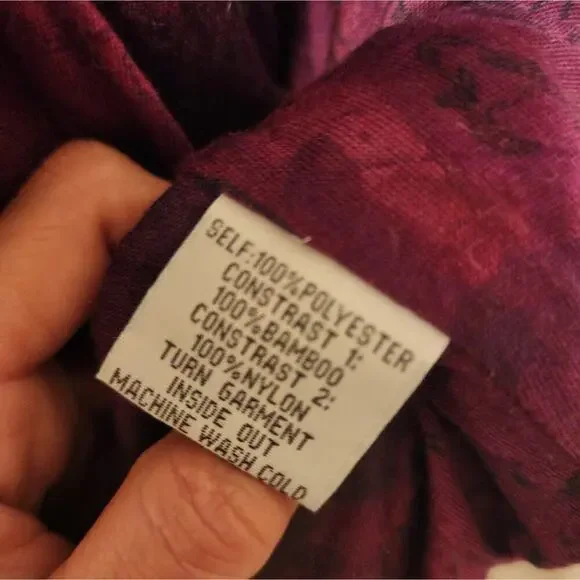 SELF:100%POLYESTER
CONSTRAST 1:
100%BAMBOO
CONSTRAST 2:
100%NYLON
TURN GARMENT
INSIDE OUT
MACHINE WASH COLD